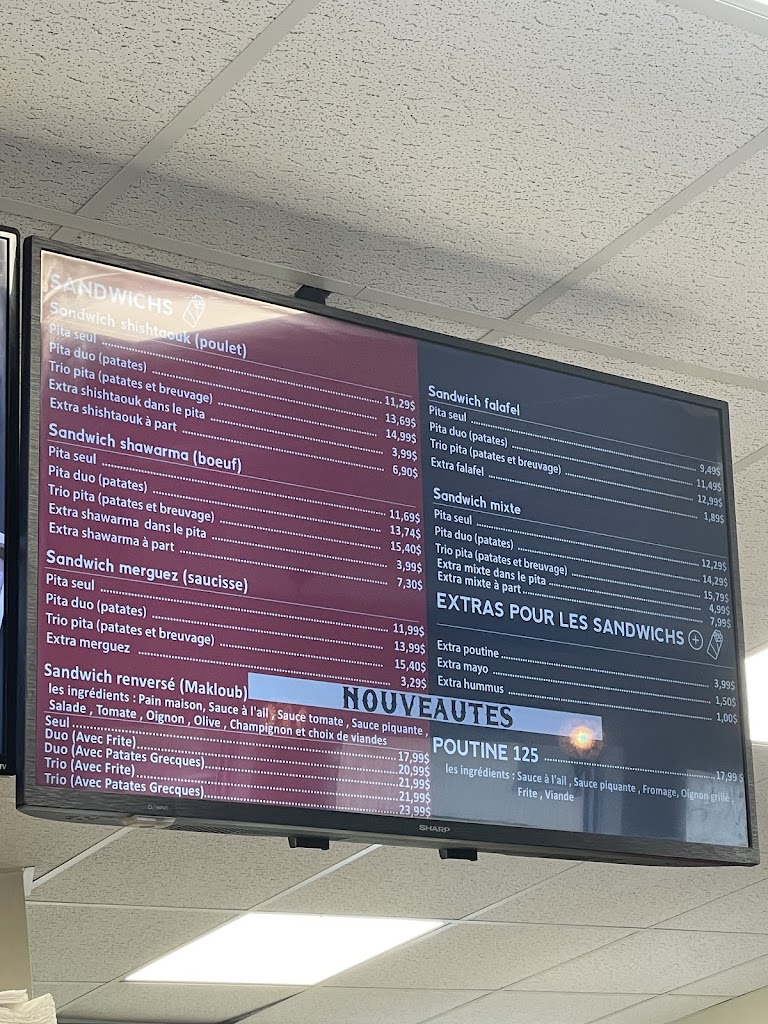 SANDWICHS
Sandwich shishtaouk (poulet)
Pita seul ........ 11,29$
Pita duo (patates) ........ 13,69$
Trio pita (patates et breuvage) ........ 14,99$
Extra shishtaouk dans le pita ........ 3,99$
Extra shishtaouk à part ........ 6,90$
Sandwich shawarma (boeuf)
Pita seul ........ 11,69$
Pita duo (patates) ........ 13,74$
Trio pita (patates et breuvage) ........ 15,40$
Extra shawarma dans le pita ........ 3,99$
Extra shawarma à part ........ 7,30$
Sandwich merguez (saucisse)
Pita seul ........ 11,99$
Pita duo (patates) ........ 13,99$
Trio pita (patates et breuvage) ........ 15,40$
Extra merguez ........ 3,29$
Sandwich renversé (Makloub)
les ingrédients : Pain maison, Sauce à l'ail , Sauce tomate , Sauce piquante ,
Salade , Tomate , Oignon , Olive , Champignon et choix de viandes
Seul ........ 17,99$
Duo (Avec Frite) ........ 20,99$
Duo (Avec Patates Grecques) ........ 21,99$
Trio (Avec Frite) ........ 21,99$
Trio (Avec Patates Grecques) ........ 23,99$
Sandwich falafel
Pita seul ........ 9,49$
Pita duo (patates) ........ 11,49$
Trio pita (patates et breuvage) ........ 12,99$
Extra falafel ........ 1,89$
Sandwich mixte
Pita seul ........ 12,29$
Pita duo (patates) ........ 14,29$
Trio pita (patates et breuvage) ........ 15,79$
Extra mixte dans le pita ........ 4,99$
Extra mixte à part ........ 7,99$
EXTRAS POUR LES SANDWICHS +
Extra poutine ........ 3,99$
Extra mayo ........ 1,50$
Extra hummus ........ 1,00$
NOUVEAUTES
POUTINE 125 ........ 17,99 $
les ingrédients : Sauce à l'ail , Sauce piquante , Fromage, Oignon grillé ,
Frite , Viande
SHARP